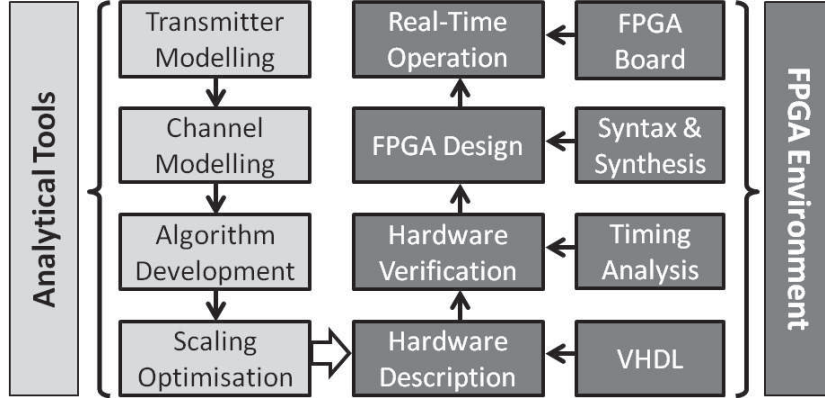 Analytical Tools
Transmitter
Modelling
Channel
Modelling
Algorithm
Development
Scaling
Optimisation
Real-Time
Operation
FPGA Design
Hardware
Verification
Hardware
Description
FPGA
Board
Syntax &
Synthesis
Timing
Analysis
VHDL
FPGA Environment